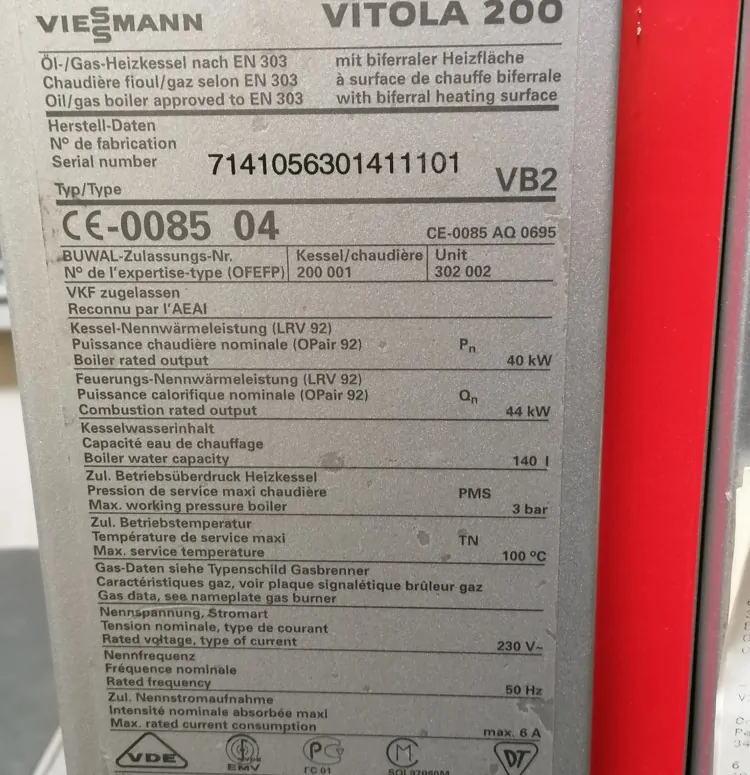 VIESSMANN VITOLA 200
Öl-/Gas-Heizkessel nach EN 303 mit biferraler Heizfläche
Chaudière fioul/gaz selon EN 303 à surface de chauffe biferrale
Oil/gas boiler approved to EN 303 with biferral heating surface
Herstell-Daten
N° de fabrication
Serial number 7141056301411101
Typ/Type VB2
CE-0085 04 CE-0085 AQ 0695
BUWAL-Zulassungs-Nr. Kessel/chaudière Unit
N° de l'expertise-type (OFEFP) 200 001 302 002
VKF zugelassen
Reconnu par l'AEAI
Kessel-Nennwärmeleistung (LRV 92)
Puissance chaudière nominale (OPair 92) Pn
Boiler rated output 40 kW
Feuerungs-Nennwärmeleistung (LRV 92)
Puissance calorifique nominale (OPair 92) Qn
Combustion rated output 44 kW
Kesselwasserinhalt
Capacité eau de chauffage
Boiler water capacity 140 l
Zul. Betriebsüberdruck Heizkessel
Pression de service maxi chaudière PMS
Max. working pressure boiler 3 bar
Zul. Betriebstemperatur
Température de service maxi TN
Max. service temperature 100 ºC
Gas-Daten siehe Typenschild Gasbrenner
Caractéristiques gaz, voir plaque signalétique brûleur gaz
Gas data, see nameplate gas burner
Nennspannung, Stromart
Tension nominale, type de courant
Rated voltage, type of current 230 V~
Nennfrequenz
Fréquence nominale
Rated frequency 50 Hz
Zul. Nennstromaufnahme
Intensité nominale absorbée maxi
Max. rated current consumption max. 6 A
VDE EMV ГС 01 DT